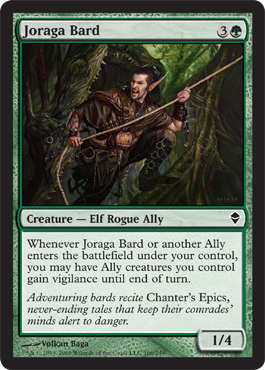 Joraga Bard 3
Creature — Elf Rogue Ally
Whenever Joraga Bard or another Ally
enters the battlefield under your control,
you may have Ally creatures you control
gain vigilance until end of turn.
Adventuring bards recite Chanter's Epics,
never-ending tales that keep their comrades'
minds alert to danger.
1/4
Volkan Baga